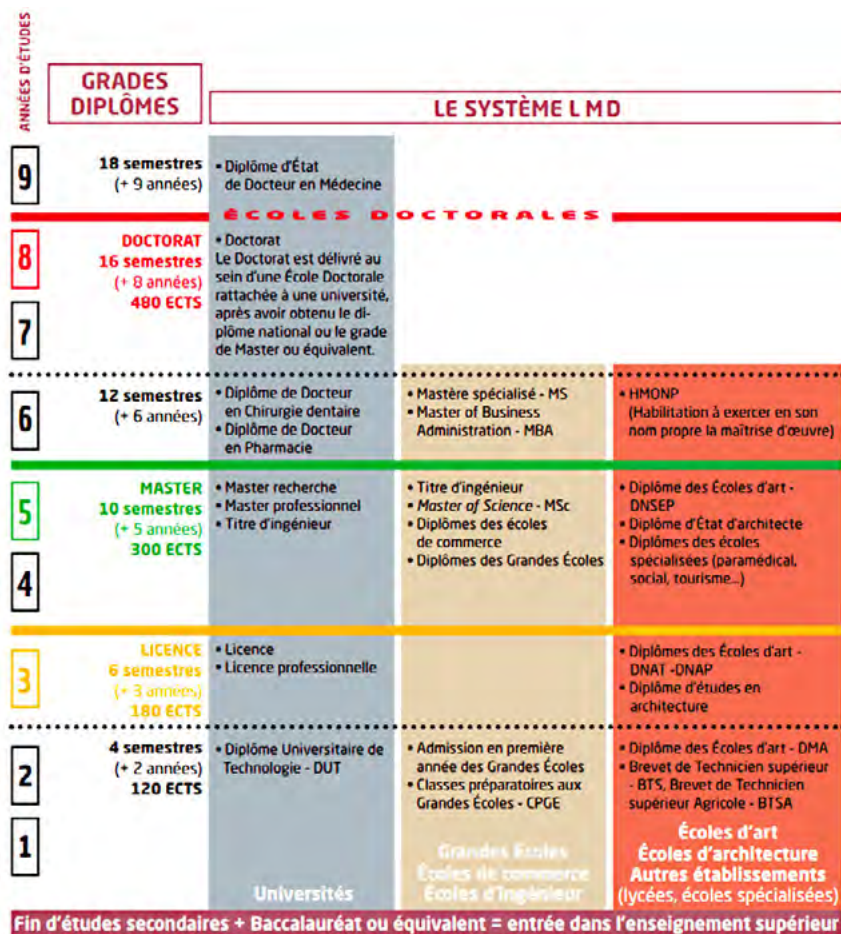 ANNÉES D'ÉTUDES
GRADES
DIPLÔMES
LE SYSTÈME L M D
9
18 semestres
(+ 9 années)
• Diplôme d'État
de Docteur en Médecine
ÉCOLES DOCTORALES
8
7
DOCTORAT
16 semestres
(+ 8 années)
480 ECTS
• Doctorat
Le Doctorat est délivré au
sein d'une École Doctorale
rattachée à une université,
après avoir obtenu le di-
plôme national ou le grade
de Master ou équivalent.
6
12 semestres
(+ 6 années)
• Diplôme de Docteur
en Chirurgie dentaire
• Diplôme de Docteur
en Pharmacie
• Mastère spécialisé - MS
• Master of Business
Administration - MBA
• HMONP
(Habilitation à exercer en son
nom propre la maîtrise d'œuvre)
5
4
MASTER
10 semestres
(+ 5 années)
300 ECTS
• Master recherche
• Master professionnel
• Titre d'ingénieur
• Titre d'ingénieur
• Master of Science - MSc
• Diplômes des écoles
de commerce
• Diplômes des Grandes Écoles
• Diplôme des Écoles d'art -
DNSEP
• Diplôme d'État d'architecte
• Diplômes des écoles
spécialisées (paramédical,
social, tourisme...)
3
LICENCE
6 semestres
(+ 3 années)
180 ECTS
• Licence
• Licence professionnelle
• Diplômes des Écoles d'art -
DNAT -DNAP
• Diplôme d'études en
architecture
2
1
4 semestres
(+ 2 années)
120 ECTS
• Diplôme Universitaire de
Technologie - DUT
• Admission en première
année des Grandes Écoles
• Classes préparatoires aux
Grandes Écoles - CPGE
• Diplôme des Écoles d'art - DMA
• Brevet de Technicien supérieur
- BTS, Brevet de Technicien
supérieur Agricole - BTSA
Universités
Grandes Écoles
Écoles de commerce
Écoles d'ingénieur
Écoles d'art
Écoles d'architecture
Autres établissements
(lycées, écoles spécialisées)
Fin d'études secondaires + Baccalauréat ou équivalent = entrée dans l'enseignement supérieur